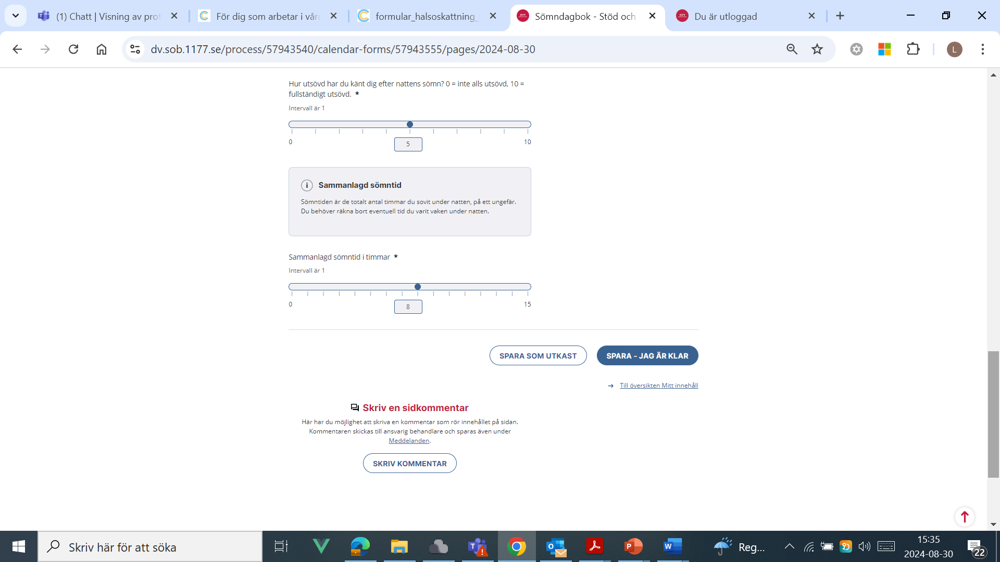 (1) Chatt | Visning av prot
För dig som arbetar i vård
formular_halsoskattning_
Sömndagbok - Stöd och
Du är utloggad
dv.sob.1177.se/process/57943540/calendar-forms/57943555/pages/2024-08-30
L
Hur utsövd har du känt dig efter nattens sömn? 0 = inte alls utsövd, 10 =
fullständigt utsövd. *
Intervall är 1
0
5
10
Sammanlagd sömntid
Sömntiden är de totalt antal timmar du sovit under natten, på ett ungefär.
Du behöver räkna bort eventuell tid du varit vaken under natten.
Sammanlagd sömntid i timmar *
Intervall är 1
0
8
15
SPARA SOM UTKAST
SPARA - JAG ÄR KLAR
Till översikten Mitt innehåll
Skriv en sidkommentar
Här har du möjlighet att skriva en kommentar som rör innehållet på sidan.
Kommentaren skickas till ansvarig behandlare och sparas även under
Meddelanden.
SKRIV KOMMENTAR
Skriv här för att söka
Reg...
15:35
2024-08-30
22